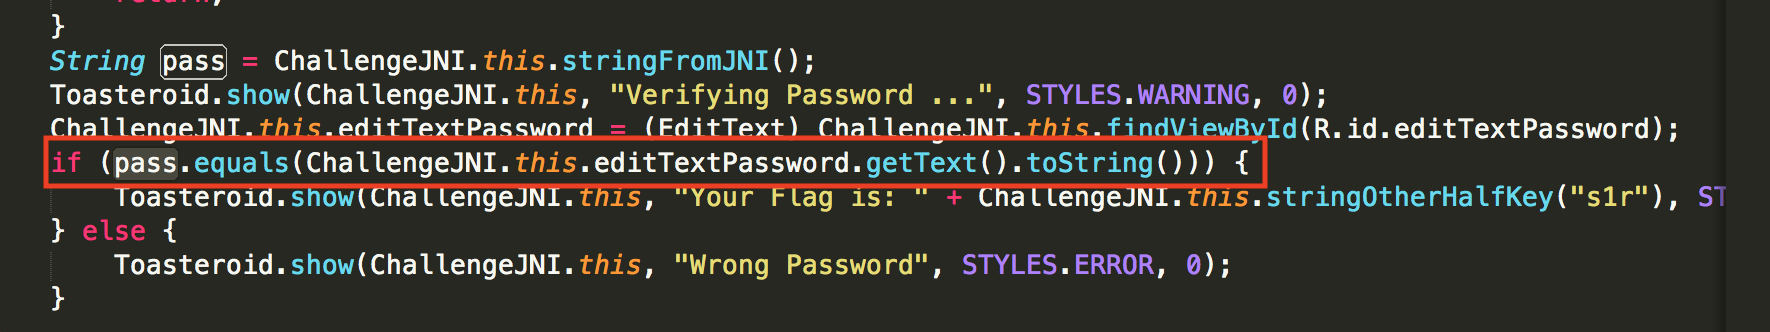 }
String pass = ChallengeJNI.this.stringFromJNI();
Toasteroid.show(ChallengeJNI.this, "Verifying Password ...", STYLES.WARNING, 0);
ChallengeJNI.this.editTextPassword = (EditText) ChallengeJNI.this.findViewById(R.id.editTextPassword);
if (pass.equals(ChallengeJNI.this.editTextPassword.getText().toString())) {
Toasteroid.show(ChallengeJNI.this, "Your Flag is: " + ChallengeJNI.this.stringOtherHalfKey("s1r"), ST
} else {
Toasteroid.show(ChallengeJNI.this, "Wrong Password", STYLES.ERROR, 0);
}